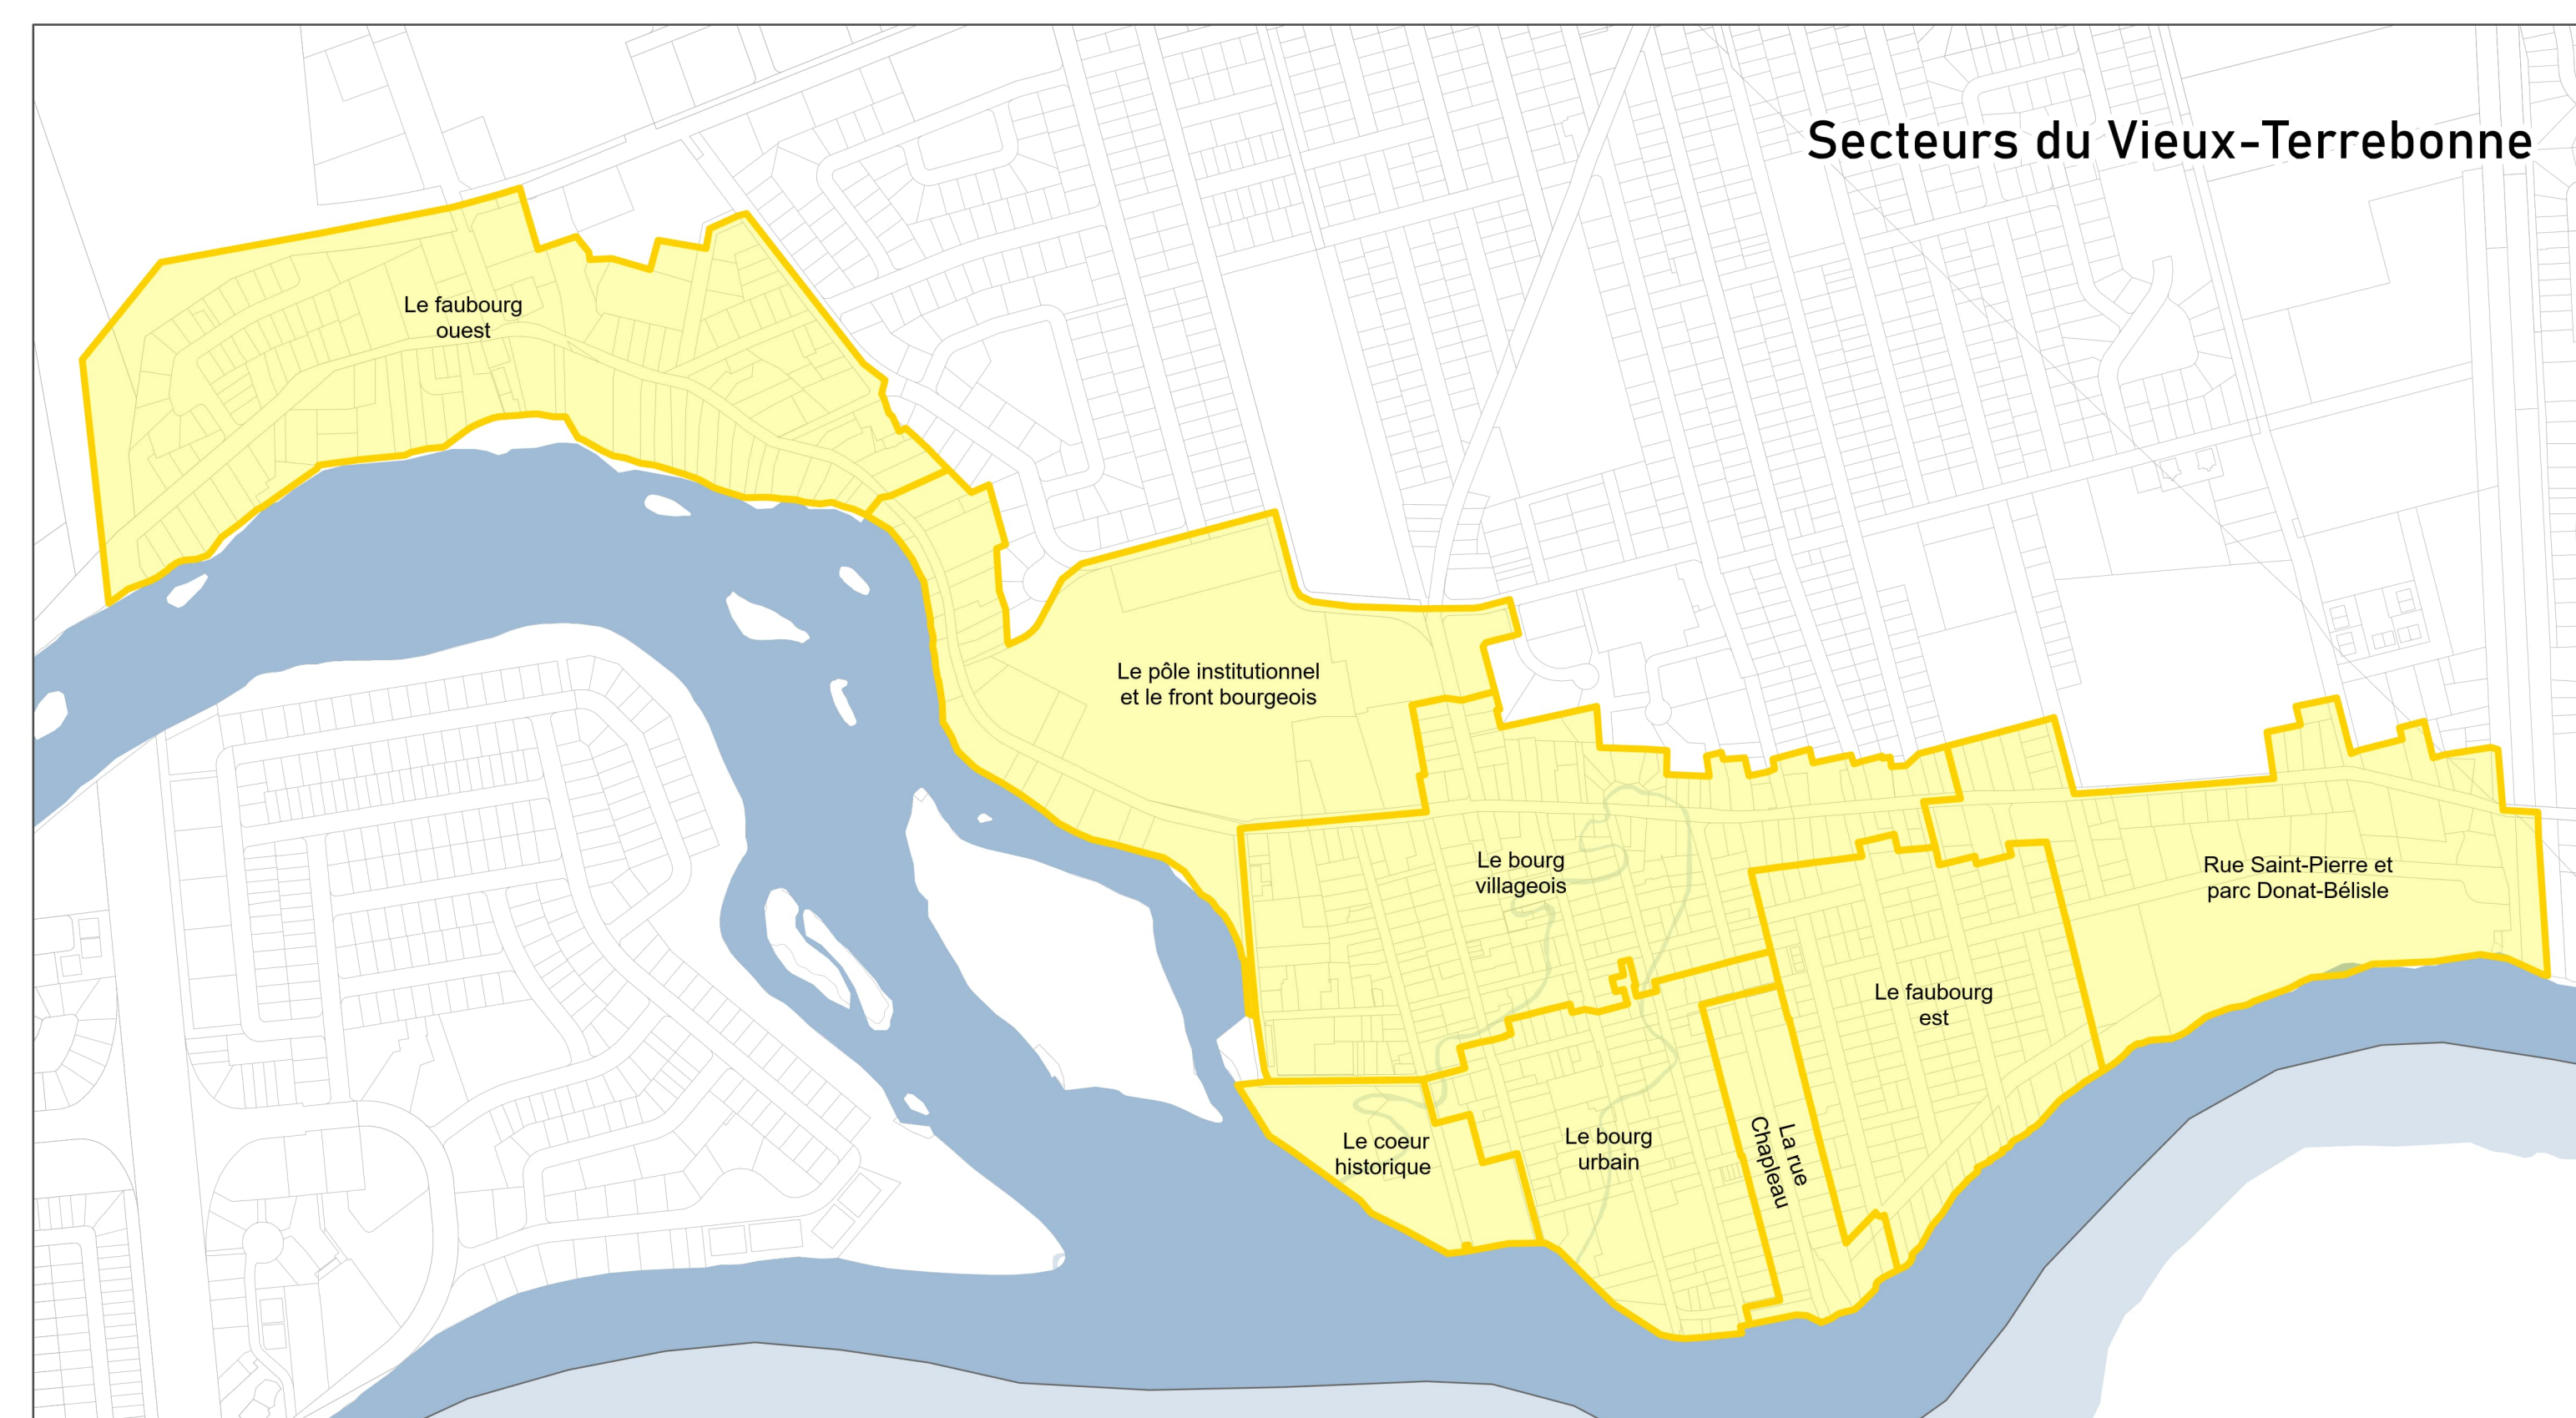 Secteurs du Vieux-Terrebonne
Le faubourg
ouest
Le pôle institutionnel
et le front bourgeois
Le bourg
villageois
Rue Saint-Pierre et
parc Donat-Bélisle
Le faubourg
est
Le coeur
historique
Le bourg
urbain
La rue
Chapleau